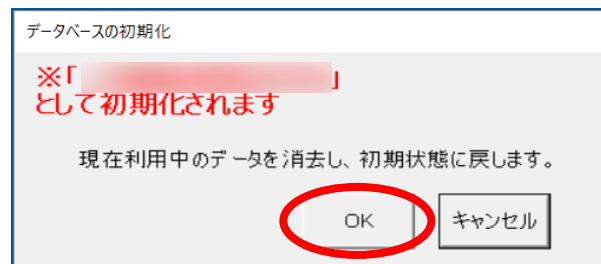 データベースの初期化
※「 」
として初期化されます
現在利用中のデータを消去し、初期状態に戻します。
OK
キャンセル